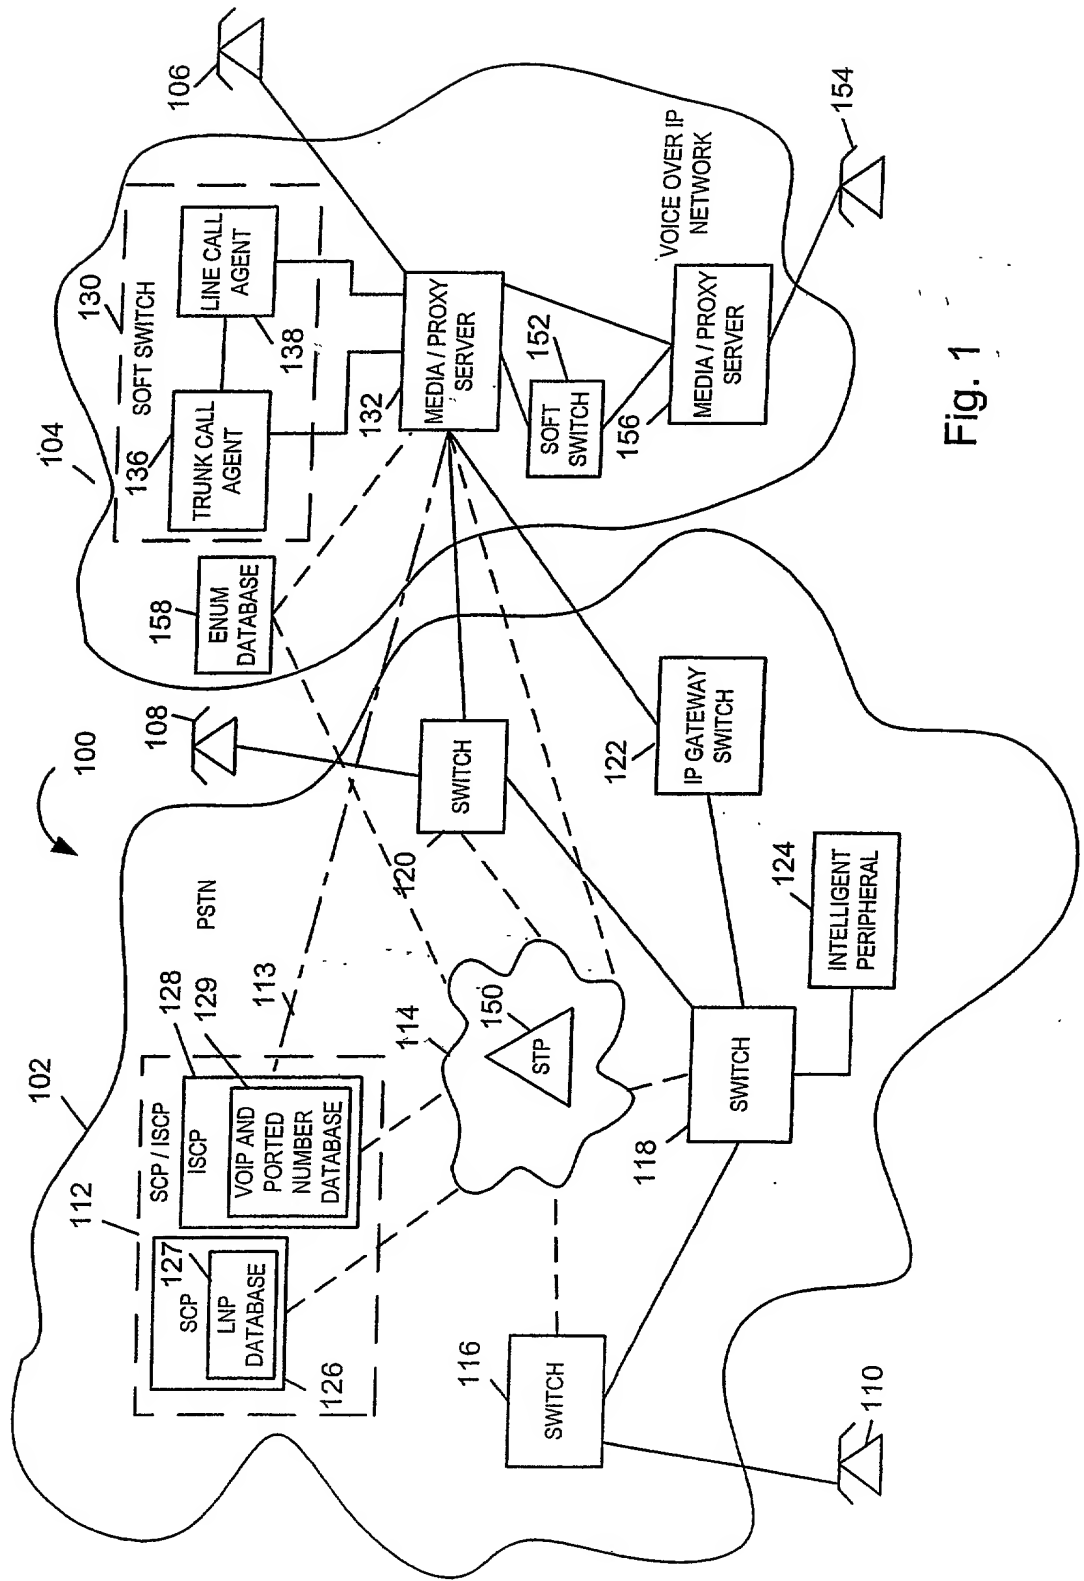 100
102
PSTN
112
SCP / ISCP
SCP
127
LNP
DATABASE
126
128
129
ISCP
VOIP AND
PORTED
NUMBER
DATABASE
113
114
150
STP
116
SWITCH
118
SWITCH
120
SWITCH
122
IP GATEWAY
SWITCH
124
INTELLIGENT
PERIPHERAL
108
110
104
158
ENUM
DATABASE
130
SOFT SWITCH
136
TRUNK CALL
AGENT
138
LINE CALL
AGENT
106
132
MEDIA / PROXY
SERVER
152
SOFT
SWITCH
156
MEDIA / PROXY
SERVER
VOICE OVER IP
NETWORK
154
Fig. 1